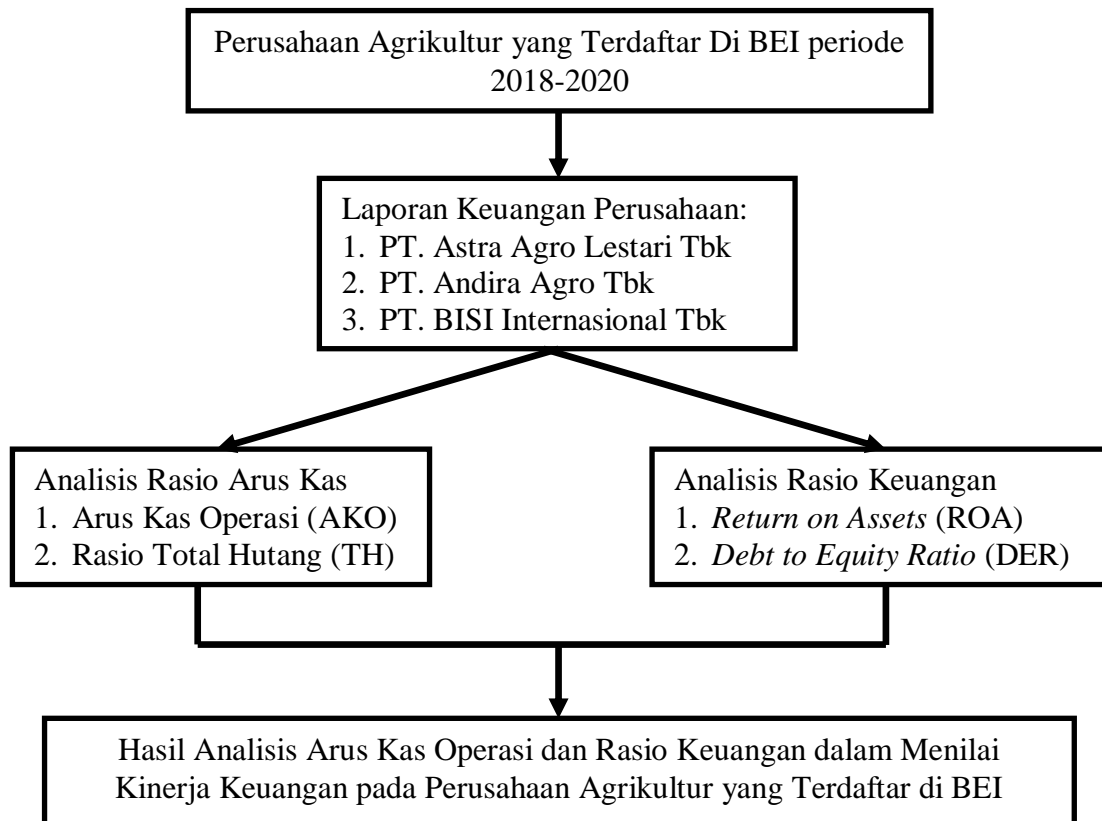 Perusahaan Agrikultur yang Terdaftar Di BEI periode
2018-2020
Laporan Keuangan Perusahaan:
1. PT. Astra Agro Lestari Tbk
2. PT. Andira Agro Tbk
3. PT. BISI Internasional Tbk
Analisis Rasio Arus Kas
1. Arus Kas Operasi (AKO)
2. Rasio Total Hutang (TH)
Analisis Rasio Keuangan
1. Return on Assets (ROA)
2. Debt to Equity Ratio (DER)
Hasil Analisis Arus Kas Operasi dan Rasio Keuangan dalam Menilai
Kinerja Keuangan pada Perusahaan Agrikultur yang Terdaftar di BEI